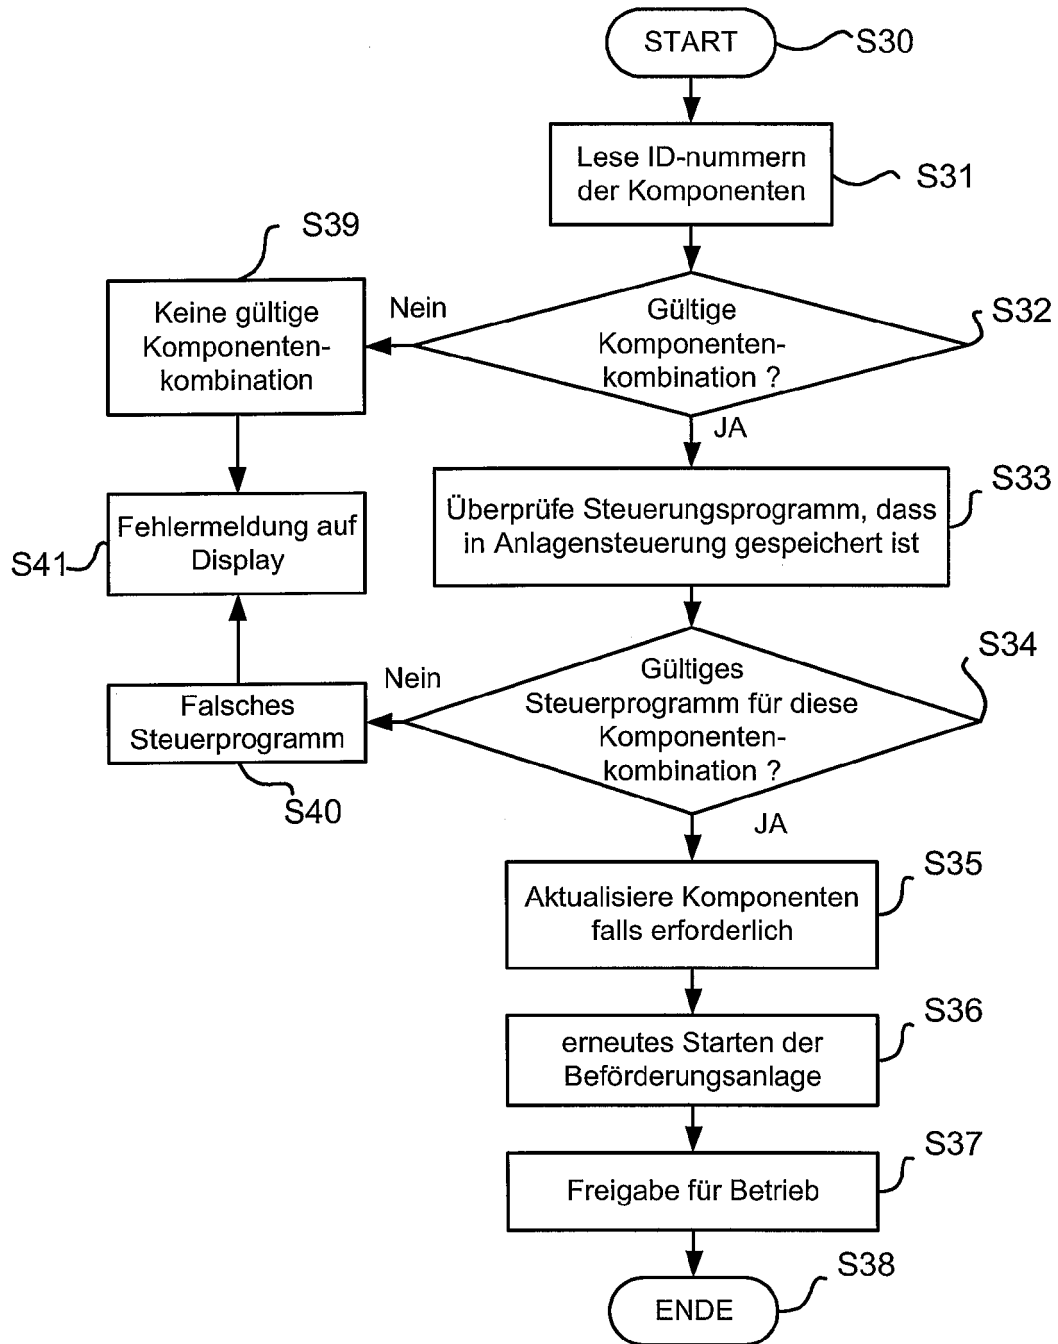 START
S30
Lese ID-nummern
der Komponenten
S31
S39
Keine gültige
Komponenten-
kombination
Nein
Gültige
Komponenten-
kombination ?
S32
JA
Überprüfe Steuerungsprogramm, dass
in Anlagensteuerung gespeichert ist
S33
Fehlermeldung auf
Display
S41
Nein
Gültiges
Steuerprogramm für diese
Komponenten-
kombination ?
S34
Falsches
Steuerprogramm
S40
JA
Aktualisiere Komponenten
falls erforderlich
S35
erneutes Starten der
Beförderungsanlage
S36
Freigabe für Betrieb
S37
ENDE
S38